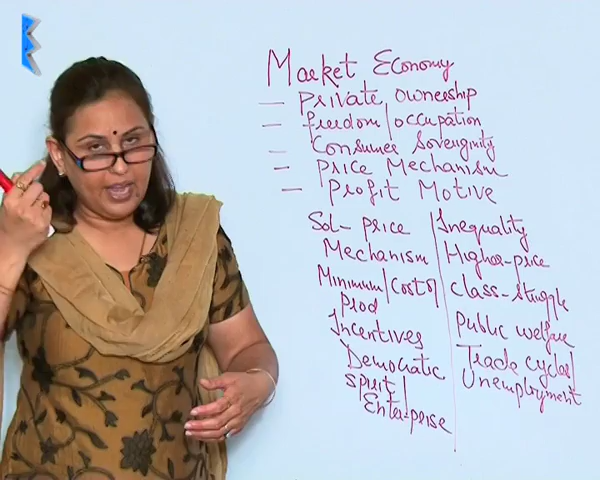 Market Economy
— Private ownership
— freedom/occupation
— Consumer Soverginity
— Price Mechanism
— Profit Motive
Sol- price
Mechanism
Minimum/Cost of
Prod
Incentives
Democratic
spirit/
Enterprise
Inequality
Higher-price
class-struggle
Public welfare
Trade cycles/
Unemployment